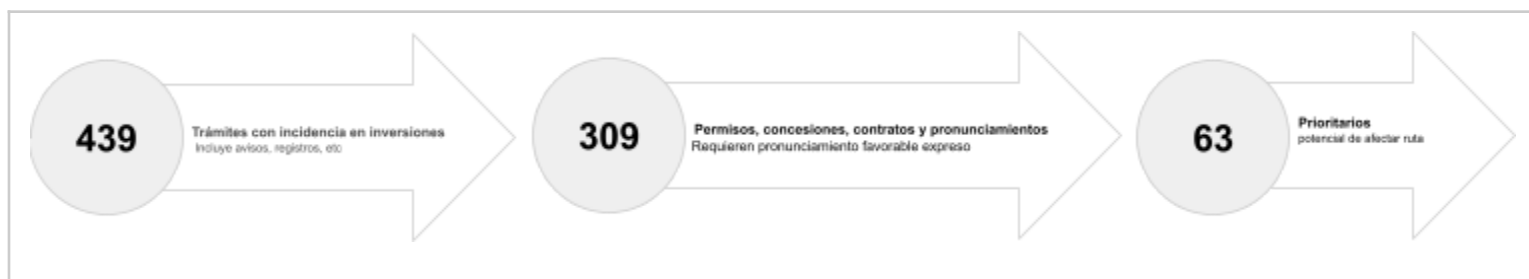 439
Trámites con incidencia en inversiones
Incluye avisos, registros, etc
309
Permisos, concesiones, contratos y pronunciamientos
Requieren pronunciamiento favorable expreso
63
Prioritarios
potencial de afectar ruta